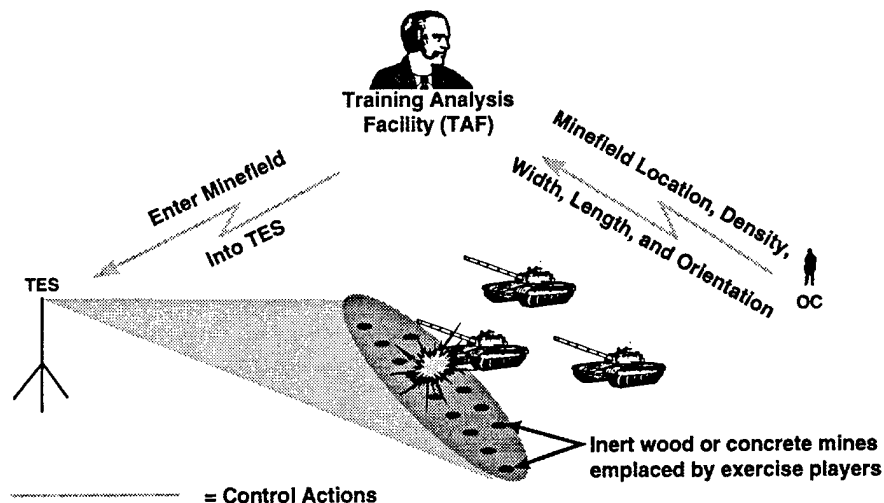 Training Analysis
Facility (TAF)
Enter Minefield
Into TES
Minefield Location, Density,
Width, Length, and Orientation
TES
OC
Inert wood or concrete mines
emplaced by exercise players
= Control Actions